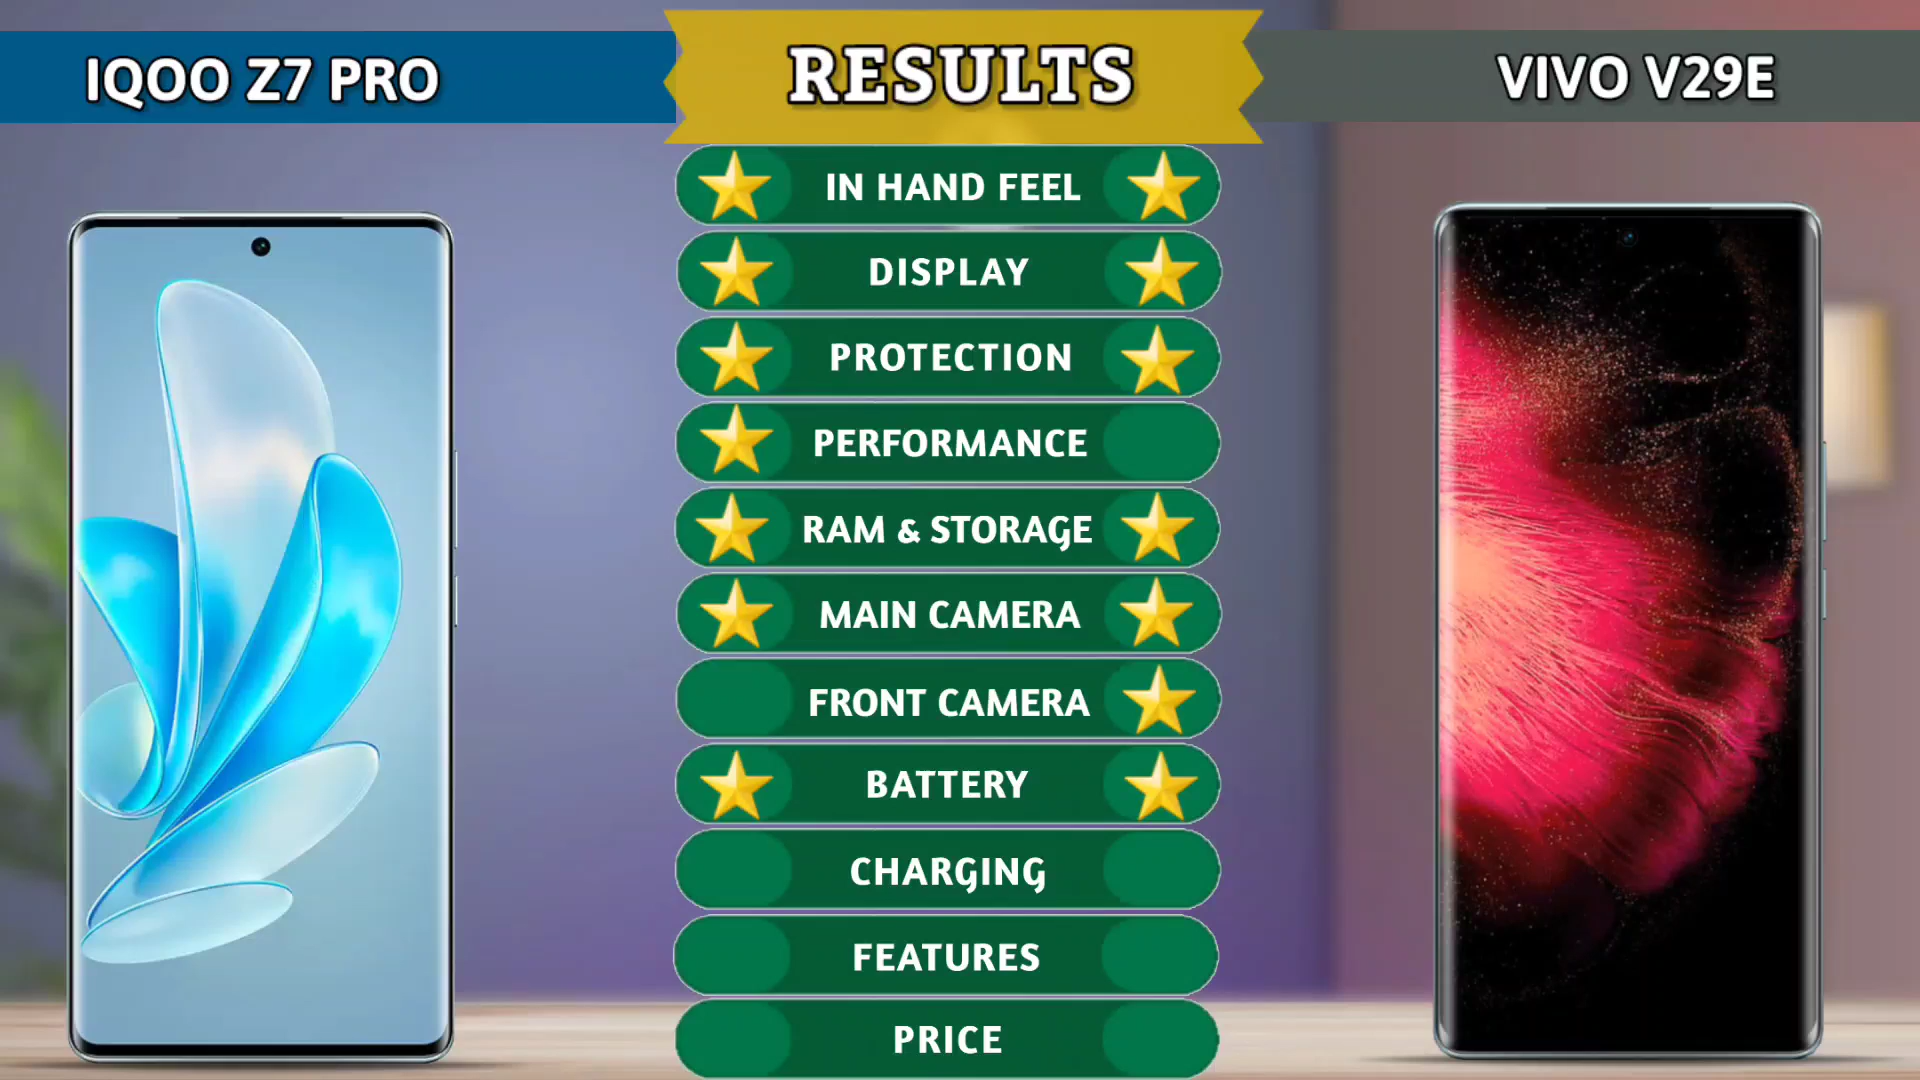 IQOO Z7 PRO
RESULTS
VIVO V29E
IN HAND FEEL
DISPLAY
PROTECTION
PERFORMANCE
RAM & STORAGE
MAIN CAMERA
FRONT CAMERA
BATTERY
CHARGING
FEATURES
PRICE